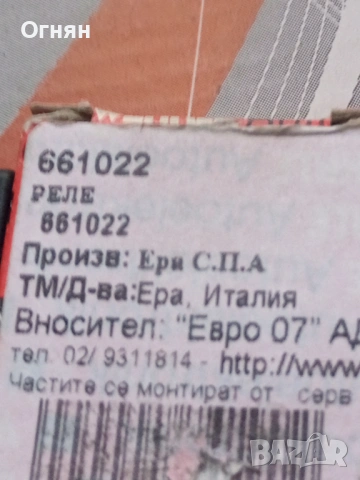 Огнян
661022
РЕЛЕ
661022
Произв: Ера С.П.А
ТМ/Д-ва:Ера, Италия
Вносител: "Евро 07" АД
тел. 02/ 9311814 - http://www
Частите се монтират от серв
BAZAR